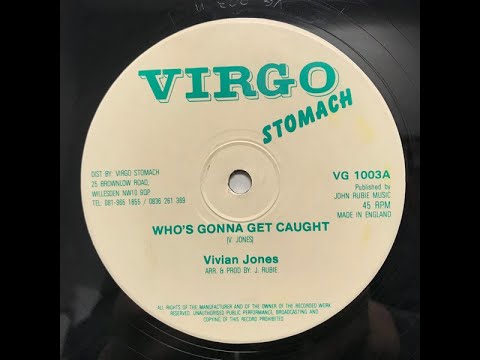 VIRGO
STOMACH
DIST. BY: VIRGO STOMACH
25 BROWNLOW ROAD,
WILLESDEN NW10 9QP
TEL: 081-965 1855 / 0836 261 369
VG 1003A
Published by
JOHN RUBIE MUSIC
45 RPM
MADE IN ENGLAND
WHO'S GONNA GET CAUGHT
(V. JONES)
Vivian Jones
ARR. & PROD BY: J. RUBIE
ALL RIGHTS OF THE MANUFACTURER AND OF THE OWNER OF THE RECORDED WORK
RESERVED. UNAUTHORISED PUBLIC PERFORMANCE, BROADCASTING AND
COPYING OF THIS RECORD PROHIBITED